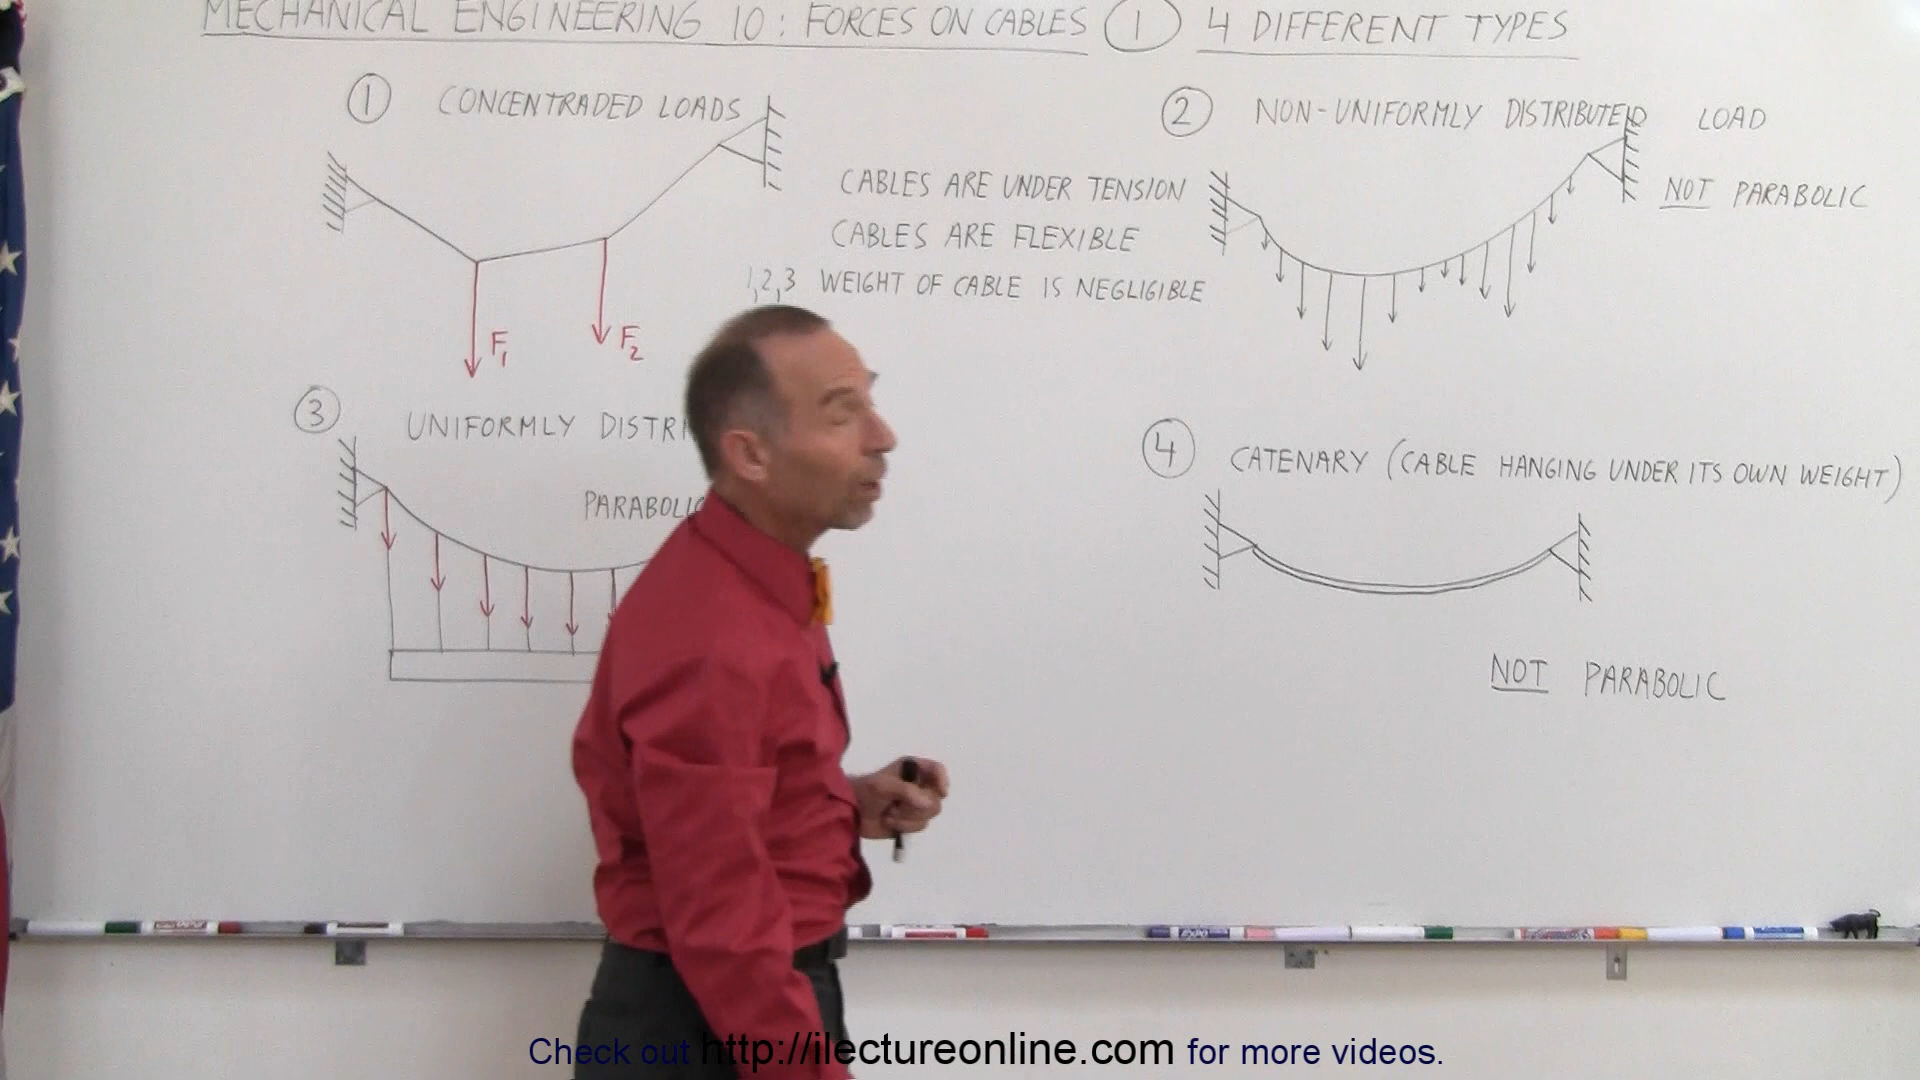 MECHANICAL ENGINEERING 10: FORCES ON CABLES 1 4 DIFFERENT TYPES
1 CONCENTRADED LOADS
2 NON-UNIFORMLY DISTRIBUTED LOAD
NOT PARABOLIC
CABLES ARE UNDER TENSION
CABLES ARE FLEXIBLE
1,2,3 WEIGHT OF CABLE IS NEGLIGIBLE
F1
F2
3 UNIFORMLY DISTRI
PARABOLIC
4 CATENARY (CABLE HANGING UNDER ITS OWN WEIGHT)
NOT PARABOLIC
Check out http://ilectureonline.com for more videos.